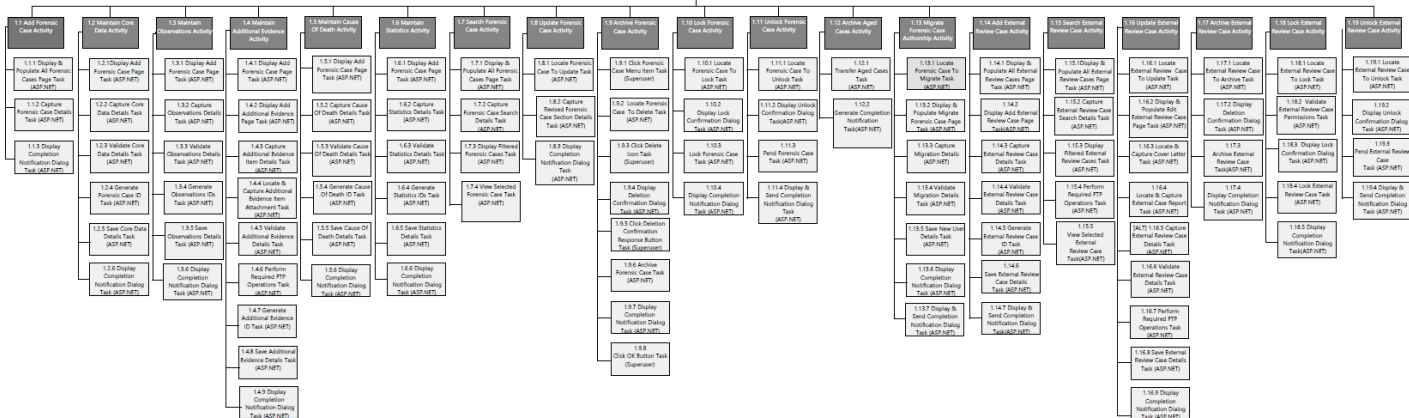 1.1 Add Forensic
Case Activity
1.1.1 Display &
Populate All Forensic
Cases Page Task
(ASP.NET)
1.1.2 Capture
Forensic Case Details
Task (ASP.NET)
1.1.3 Display
Completion
Notification Dialog
Task (ASP.NET)
1.2 Maintain Core
Data Activity
1.2.1Display Add
Forensic Case Page
Task (ASP.NET)
1.2.2 Capture Core
Data Details Task
(ASP.NET)
1.2.3 Validate Core
Data Details Task
(ASP.NET)
1.2.4 Generate
Forensic Case ID
Task (ASP.NET)
1.2.5 Save Core Data
Details Task
(ASP.NET)
1.2.6 Display
Completion
Notification Dialog
Task (ASP.NET)
1.3 Maintain
Observations Activity
1.3.1 Display Add
Forensic Case Page
Task (ASP.NET)
1.3.2 Capture
Observations Details
Task (ASP.NET)
1.3.3 Validate
Observations Details
Task (ASP.NET)
1.3.4 Generate
Observations IDs
Task (ASP.NET)
1.3.5 Save
Observations Details
Task (ASP.NET)
1.3.6 Display
Completion
Notification Dialog
Task (ASP.NET)
1.4 Maintain
Additional Evidence
Activity
1.4.1 Display Add
Forensic Case Page
Task (ASP.NET)
1.4.2 Display Add
Additional Evidence
Page Task (ASP.NET)
1.4.3 Capture
Additional Evidence
Item Details Task
(ASP.NET)
1.4.4 Locate &
Capture Additional
Evidence Item
Attachment Task
(ASP.NET)
1.4.5 Validate
Additional Evidence
Details Task
(ASP.NET)
1.4.6 Perform
Required FTP
Operations Task
(ASP.NET)
1.4.7 Generate
Additional Evidence
ID Task (ASP.NET)
1.4.8 Save Additional
Evidence Details Task
(ASP.NET)
1.4.9 Display
Completion
Notification Dialog
Task (ASP.NET)
1.5 Maintain Cause
Of Death Activity
1.5.1 Display Add
Forensic Case Page
Task (ASP.NET)
1.5.2 Capture Cause
Of Death Details Task
(ASP.NET)
1.5.3 Validate Cause
Of Death Details Task
(ASP.NET)
1.5.4 Generate Cause
Of Death ID Task
(ASP.NET)
1.5.5 Save Cause Of
Death Details Task
(ASP.NET)
1.5.6 Display
Completion
Notification Dialog
Task (ASP.NET)
1.6 Maintain
Statistics Activity
1.6.1 Display Add
Forensic Case Page
Task (ASP.NET)
1.6.2 Capture
Statistics Details Task
(ASP.NET)
1.6.3 Validate
Statistics Details Task
(ASP.NET)
1.6.4 Generate
Statistics IDs Task
(ASP.NET)
1.6.5 Save Statistics
Details Task
(ASP.NET)
1.6.6 Display
Completion
Notification Dialog
Task (ASP.NET)
1.7 Search Forensic
Case Activity
1.7.1 Display &
Populate All Forensic
Cases Page Task
(ASP.NET)
1.7.2 Capture
Forensic Case Search
Details Task
(ASP.NET)
1.7.3 Display Filtered
Forensic Cases Task
(ASP.NET)
1.7.4 View Selected
Forensic Case Task
(ASP.NET)
1.8 Update Forensic
Case Activity
1.8.1 Locate Forensic
Case To Update Task
(ASP.NET)
1.8.2 Capture
Revised Forensic
Case Section Details
Task (ASP.NET)
1.8.3 Display
Completion
Notification Dialog
Task
(ASP.NET)
1.9 Archive Forensic
Case Activity
1.9.1 Click Forensic
Case Menu Item Task
(Superuser)
1.9.2 Locate Forensic
Case To Delete Task
(ASP.NET)
1.9.3 Click Delete
Icon Task
(Superuser)
1.9.4 Display
Deletion
Confirmation Dialog
Task (ASP.NET)
1.9.5 Click Deletion
Confirmation
Response Button
Task (Superuser)
1.9.6 Archive
Forensic Case Task
(ASP.NET)
1.9.7 Display
Completion
Notification Dialog
Task (ASP.NET)
1.9.8
Click OK Button Task
(Superuser)
1.10 Lock Forensic
Case Activity
1.10.1 Locate
Forensic Case To
Lock Task
(ASP.NET)
1.10.2
Display Lock
Confirmation Dialog
Task (ASP.NET)
1.10.3
Lock Forensic Case
Task (ASP.NET)
1.10.4
Display Completion
Notification Dialog
Task (ASP.NET)
1.11 Unlock Forensic
Case Activity
1.11.1 Locate
Forensic Case To
Unlock Task
(ASP.NET)
1.11.2 Display Unlock
Confirmation Dialog
Task(ASP.NET)
1.11.3
Pend Forensic Case
Task (ASP.NET)
1.11.4 Display &
Send Completion
Notification Dialog
Task
(ASP.NET)
1.12 Archive Aged
Cases Activity
1.12.1
Transfer Aged Cases
Task
(ASP.NET)
1.12.2
Generate Completion
Notification
Task(ASP.NET)
1.13 Migrate
Forensic Case
Authorship Activity
1.13.1 Locate
Forensic Case To
Migrate Task
(ASP.NET)
1.13.2 Display &
Populate Migrate
Forensic Case Page
Task (ASP.NET)
1.13.3 Capture
Migration Details
Task (ASP.NET)
1.13.4 Validate
Migration Details
Task (ASP.NET)
1.13.5 Save New User
Details Task
(ASP.NET)
1.13.6 Display
Completion
Notification Dialog
Task (ASP.NET)
1.13.7 Display &
Send Completion
Notification Dialog
Task (ASP.NET)
1.14 Add External
Review Case Activity
1.14.1 Display &
Populate All External
Review Cases Page
Task (ASP.NET)
1.14.2
Display Add External
Review Case Page
Task (ASP.NET)
1.14.3 Capture
External Review Case
Details Task
(ASP.NET)
1.14.4 Validate
External Review Case
Details Task
(ASP.NET)
1.14.5 Generate
External Review Case
ID Task
(ASP.NET)
1.14.6
Save External Review
Case Details
Task (ASP.NET)
1.14.7 Display &
Send Completion
Notification Dialog
Task(ASP.NET)
1.15 Search External
Review Case Activity
1.15.1Display &
Populate All External
Review Cases Page
Task (ASP.NET)
1.15.2 Capture
External Review Case
Search Details Task
(ASP.NET)
1.15.3 Display
Filtered External
Review Cases Task
(ASP.NET)
1.15.4 Perform
Required FTP
Operations Task
(ASP.NET)
1.15.5
View Selected
External Review
Case
Task(ASP.NET)
1.16 Update External
Review Case Activity
1.16.1 Locate
External Review Case
To Update Task
(ASP.NET)
1.16.2 Display &
Populate Edit
External Review Case
Page Task (ASP.NET)
1.16.3 Locate &
Capture Cover Letter
Task (ASP.NET)
1.16.4
Locate & Capture
External Case Report
Task (ASP.NET)
[ALT] 1.16.5 Capture
External Review Case
Details Task
(ASP.NET)
1.16.6 Validate
External Review Case
Details Task
(ASP.NET)
1.16.7 Perform
Required FTP
Operations Task
(ASP.NET)
1.16.8 Save External
Review Case Details
Task (ASP.NET)
1.16.9 Display
Completion
Notification Dialog
Task (ASP.NET)
1.17 Archive External
Review Case Activity
1.17.1 Locate
External Review Case
To Archive Task
(ASP.NET)
1.17.2 Display
Deletion
Confirmation Dialog
Task (ASP.NET)
1.17.3
Archive External
Review Case Task
(ASP.NET)
1.17.4
Display Completion
Notification Dialog
Task (ASP.NET)
1.18 Lock External
Review Case Activity
1.18.1 Locate
External Review Case
To Lock Task
(ASP.NET)
1.18.2 Validate
External Review Case
Permissions Task
(ASP.NET)
1.18.3 Display Lock
Confirmation Dialog
Task (ASP.NET)
1.18.4 Lock External
Review Case Task
(ASP.NET)
1.18.5 Display
Completion
Notification Dialog
Task(ASP.NET)
1.19 Unlock External
Review Case Activity
1.19.1 Locate
External Review Case
To Unlock Task
(ASP.NET)
1.19.2
Display Unlock
Confirmation Dialog
Task (ASP.NET)
1.19.3
Pend External Review
Case
Task (ASP.NET)
1.19.4 Display &
Send Completion
Notification Dialog
Task (ASP.NET)